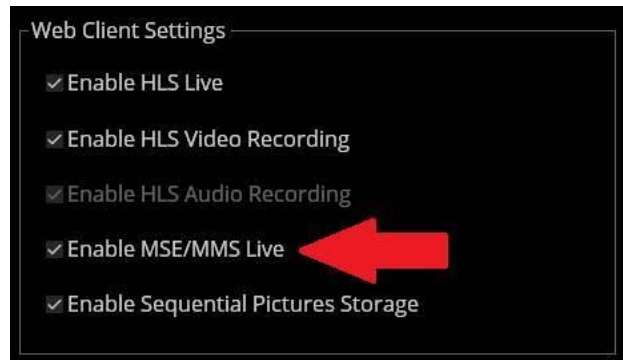 Web Client Settings
Enable HLS Live
Enable HLS Video Recording
Enable HLS Audio Recording
Enable MSE/MMS Live
Enable Sequential Pictures Storage